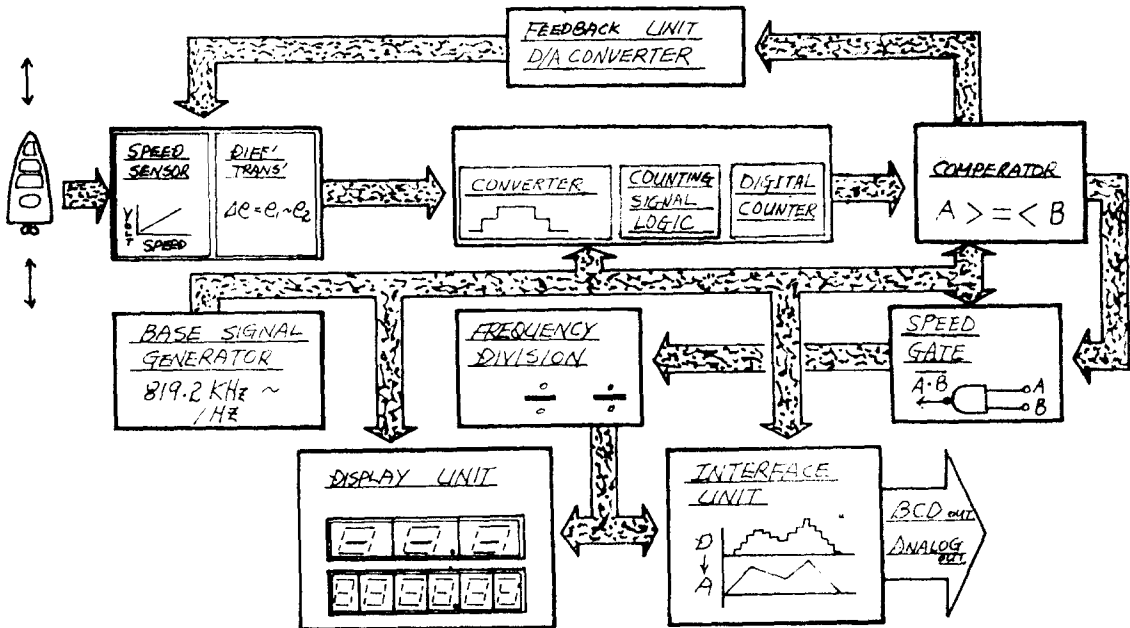 FEEDBACK UNIT
D/A CONVERTER
SPEED
SENSOR
VOLT
SPEED
DIFF'
TRANS'
Δe = e₁ ~ e₂
CONVERTER
COUNTING
SIGNAL
LOGIC
DIGITAL
COUNTER
COMPERATOR
A > = < B
BASE SIGNAL
GENERATOR
819.2 KHz ~
1HZ
FREQUENCY
DIVISION
÷ ÷
SPEED
GATE
A·B
A
B
DISPLAY UNIT
INTERFACE
UNIT
D
A
BCD OUT
ANALOG
OUT